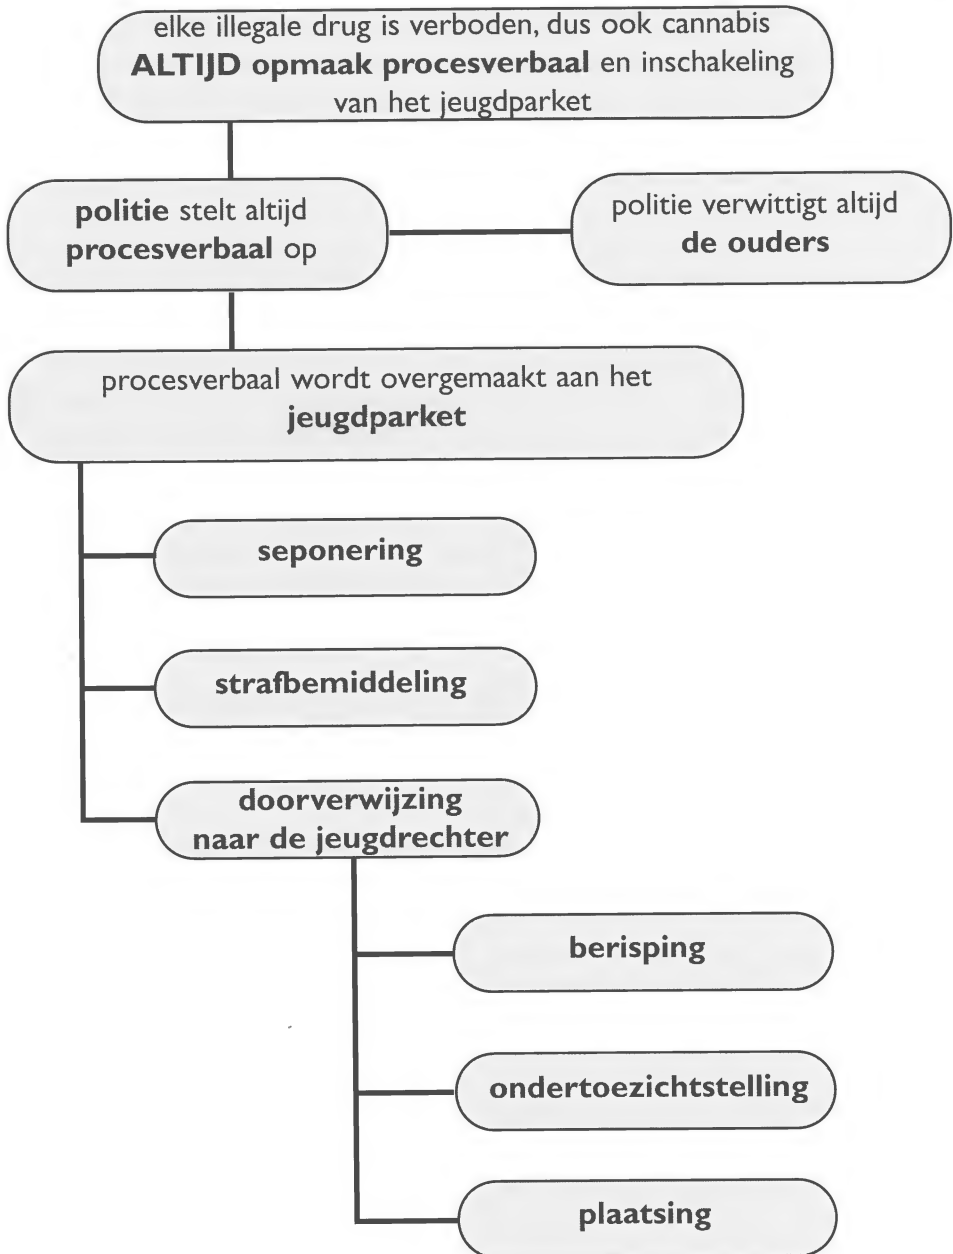 elke illegale drug is verboden, dus ook cannabis
ALTIJD opmaak procesverbaal en inschakeling
van het jeugdparket
politie stelt altijd
procesverbaal op
politie verwittigt altijd
de ouders
procesverbaal wordt overgemaakt aan het
jeugdparket
seponering
strafbemiddeling
doorverwijzing
naar de jeugdrechter
berisping
ondertoezichtstelling
plaatsing